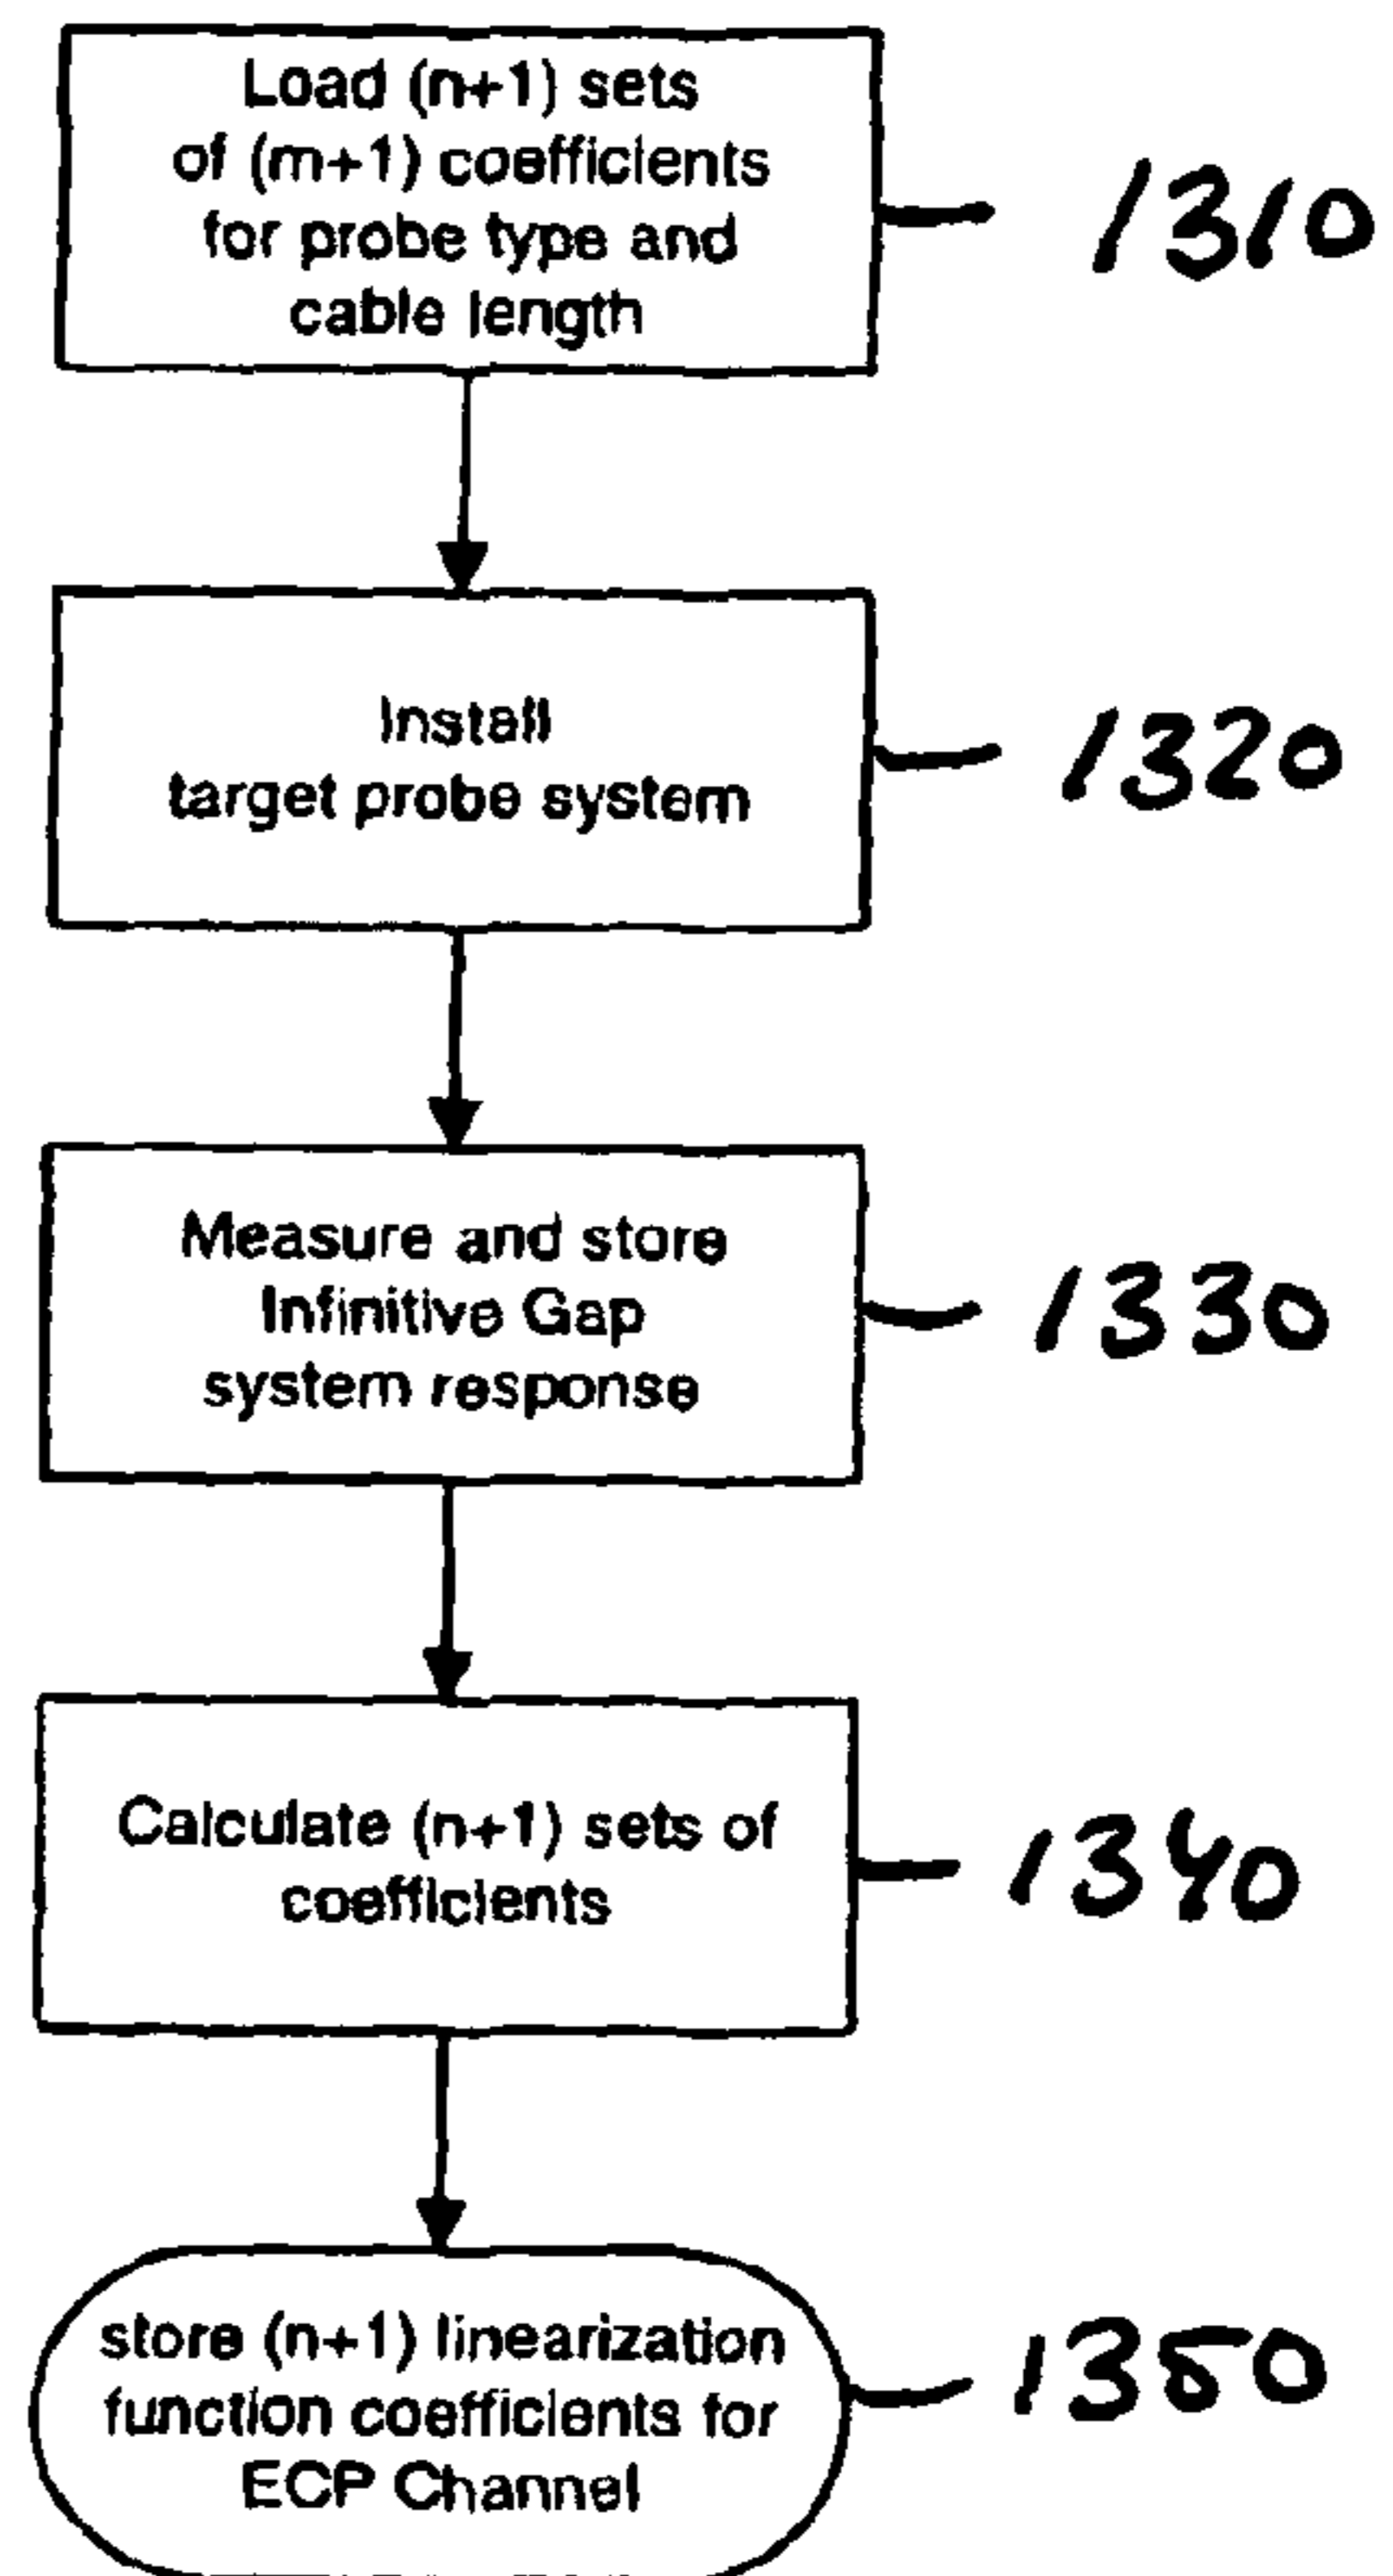 Load (n+1) sets
of (m+1) coefficients
for probe type and
cable length
1310
Install
target probe system
1320
Measure and store
Infinitive Gap
system response
1330
Calculate (n+1) sets of
coefficients
1340
store (n+1) linearization
function coefficients for
ECP Channel
1350